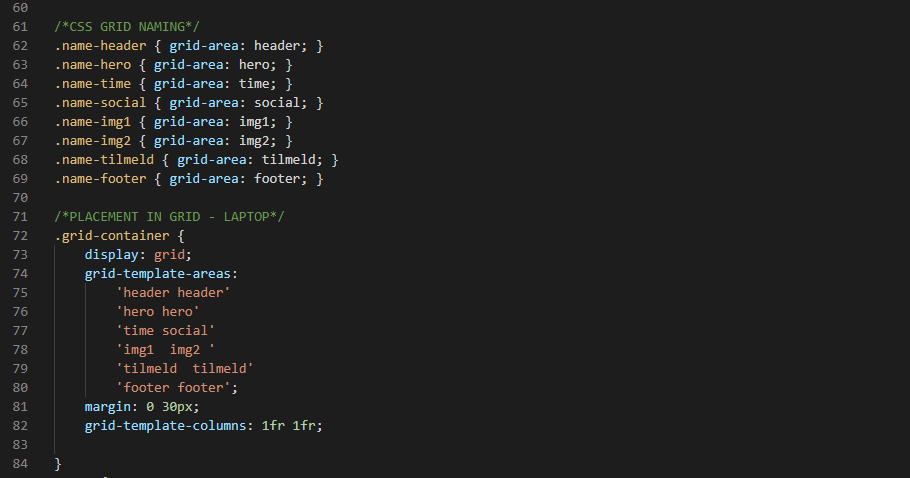 60
61 /*CSS GRID NAMING*/
62 .name-header { grid-area: header; }
63 .name-hero { grid-area: hero; }
64 .name-time { grid-area: time; }
65 .name-social { grid-area: social; }
66 .name-img1 { grid-area: img1; }
67 .name-img2 { grid-area: img2; }
68 .name-tilmeld { grid-area: tilmeld; }
69 .name-footer { grid-area: footer; }
70
71 /*PLACEMENT IN GRID - LAPTOP*/
72 .grid-container {
73     display: grid;
74     grid-template-areas:
75         'header header'
76         'hero hero'
77         'time social'
78         'img1  img2 '
79         'tilmeld  tilmeld'
80         'footer footer';
81     margin: 0 30px;
82     grid-template-columns: 1fr 1fr;
83
84 }